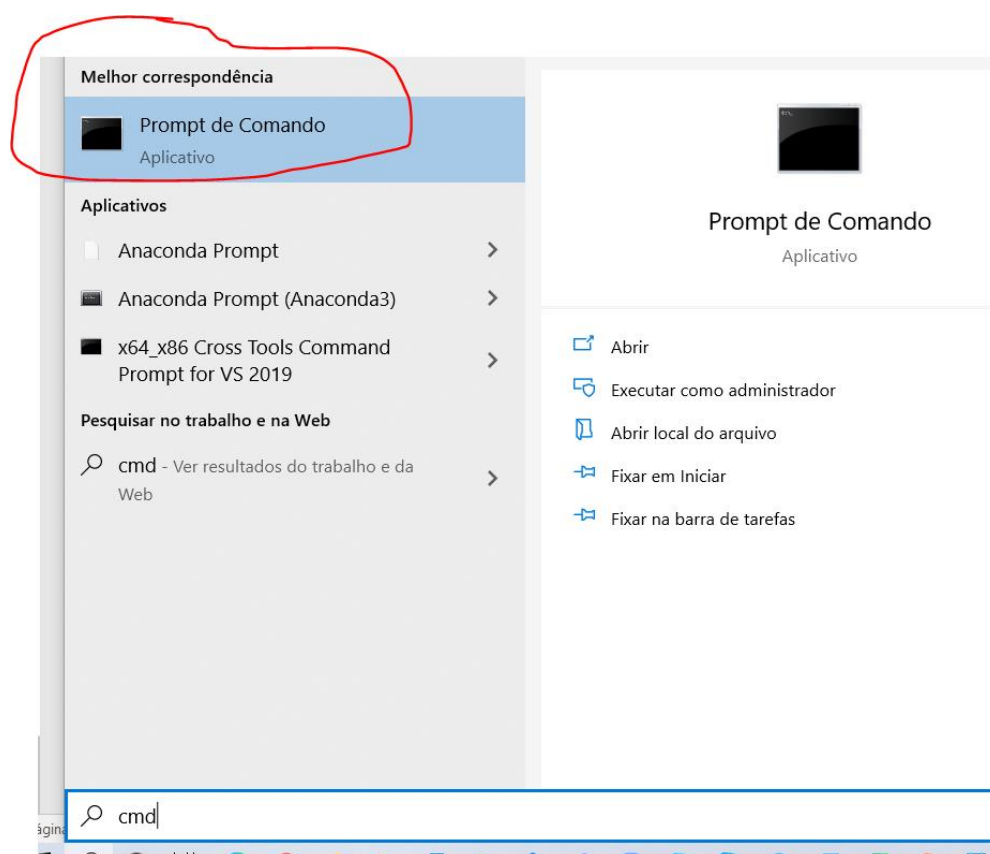 Melhor correspondência
Prompt de Comando
Aplicativo
Aplicativos
Anaconda Prompt
Anaconda Prompt (Anaconda3)
x64_x86 Cross Tools Command
Prompt for VS 2019
Pesquisar no trabalho e na Web
cmd - Ver resultados do trabalho e da
Web
Prompt de Comando
Aplicativo
Abrir
Executar como administrador
Abrir local do arquivo
Fixar em Iniciar
Fixar na barra de tarefas
cmd